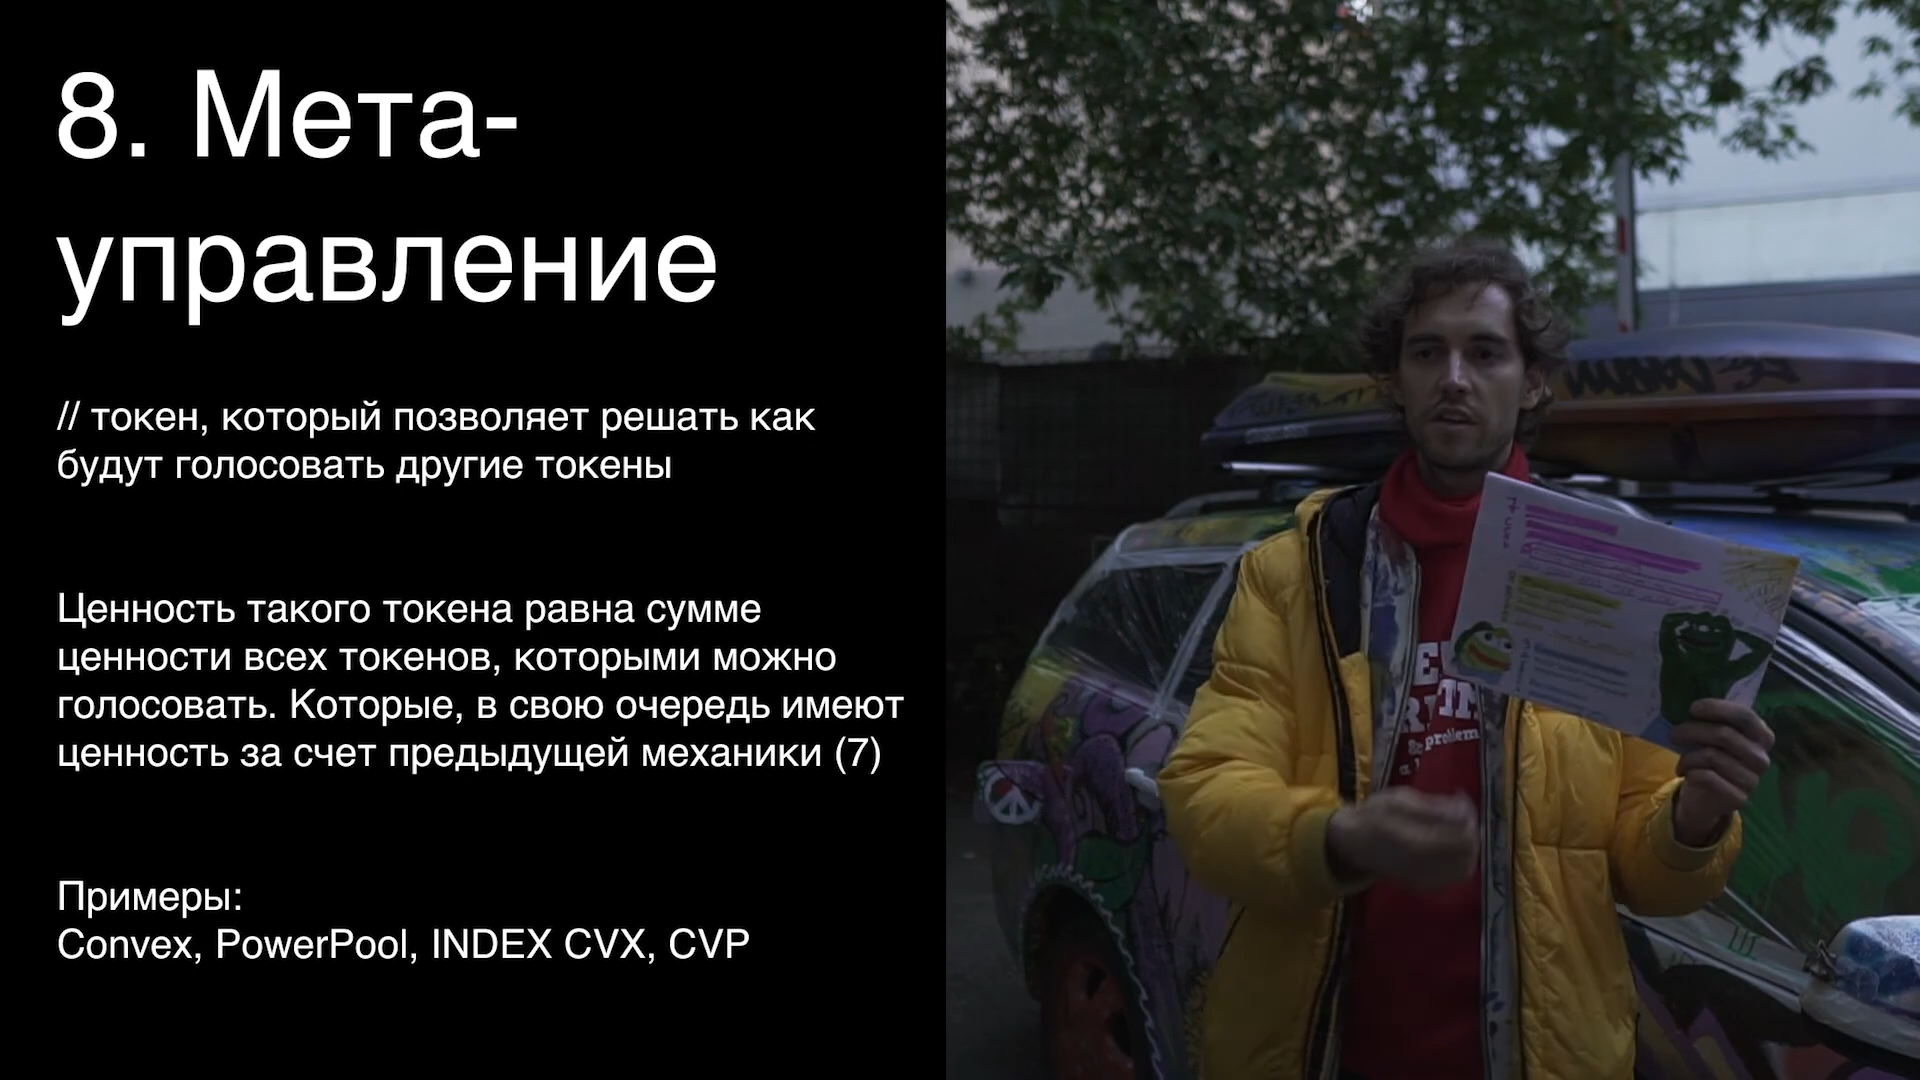 8. Мета-
управление
// токен, который позволяет решать как
будут голосовать другие токены
Ценность такого токена равна сумме
ценности всех токенов, которыми можно
голосовать. Которые, в свою очередь имеют
ценность за счет предыдущей механики (7)
Примеры:
Convex, PowerPool, INDEX CVX, CVP
& problem